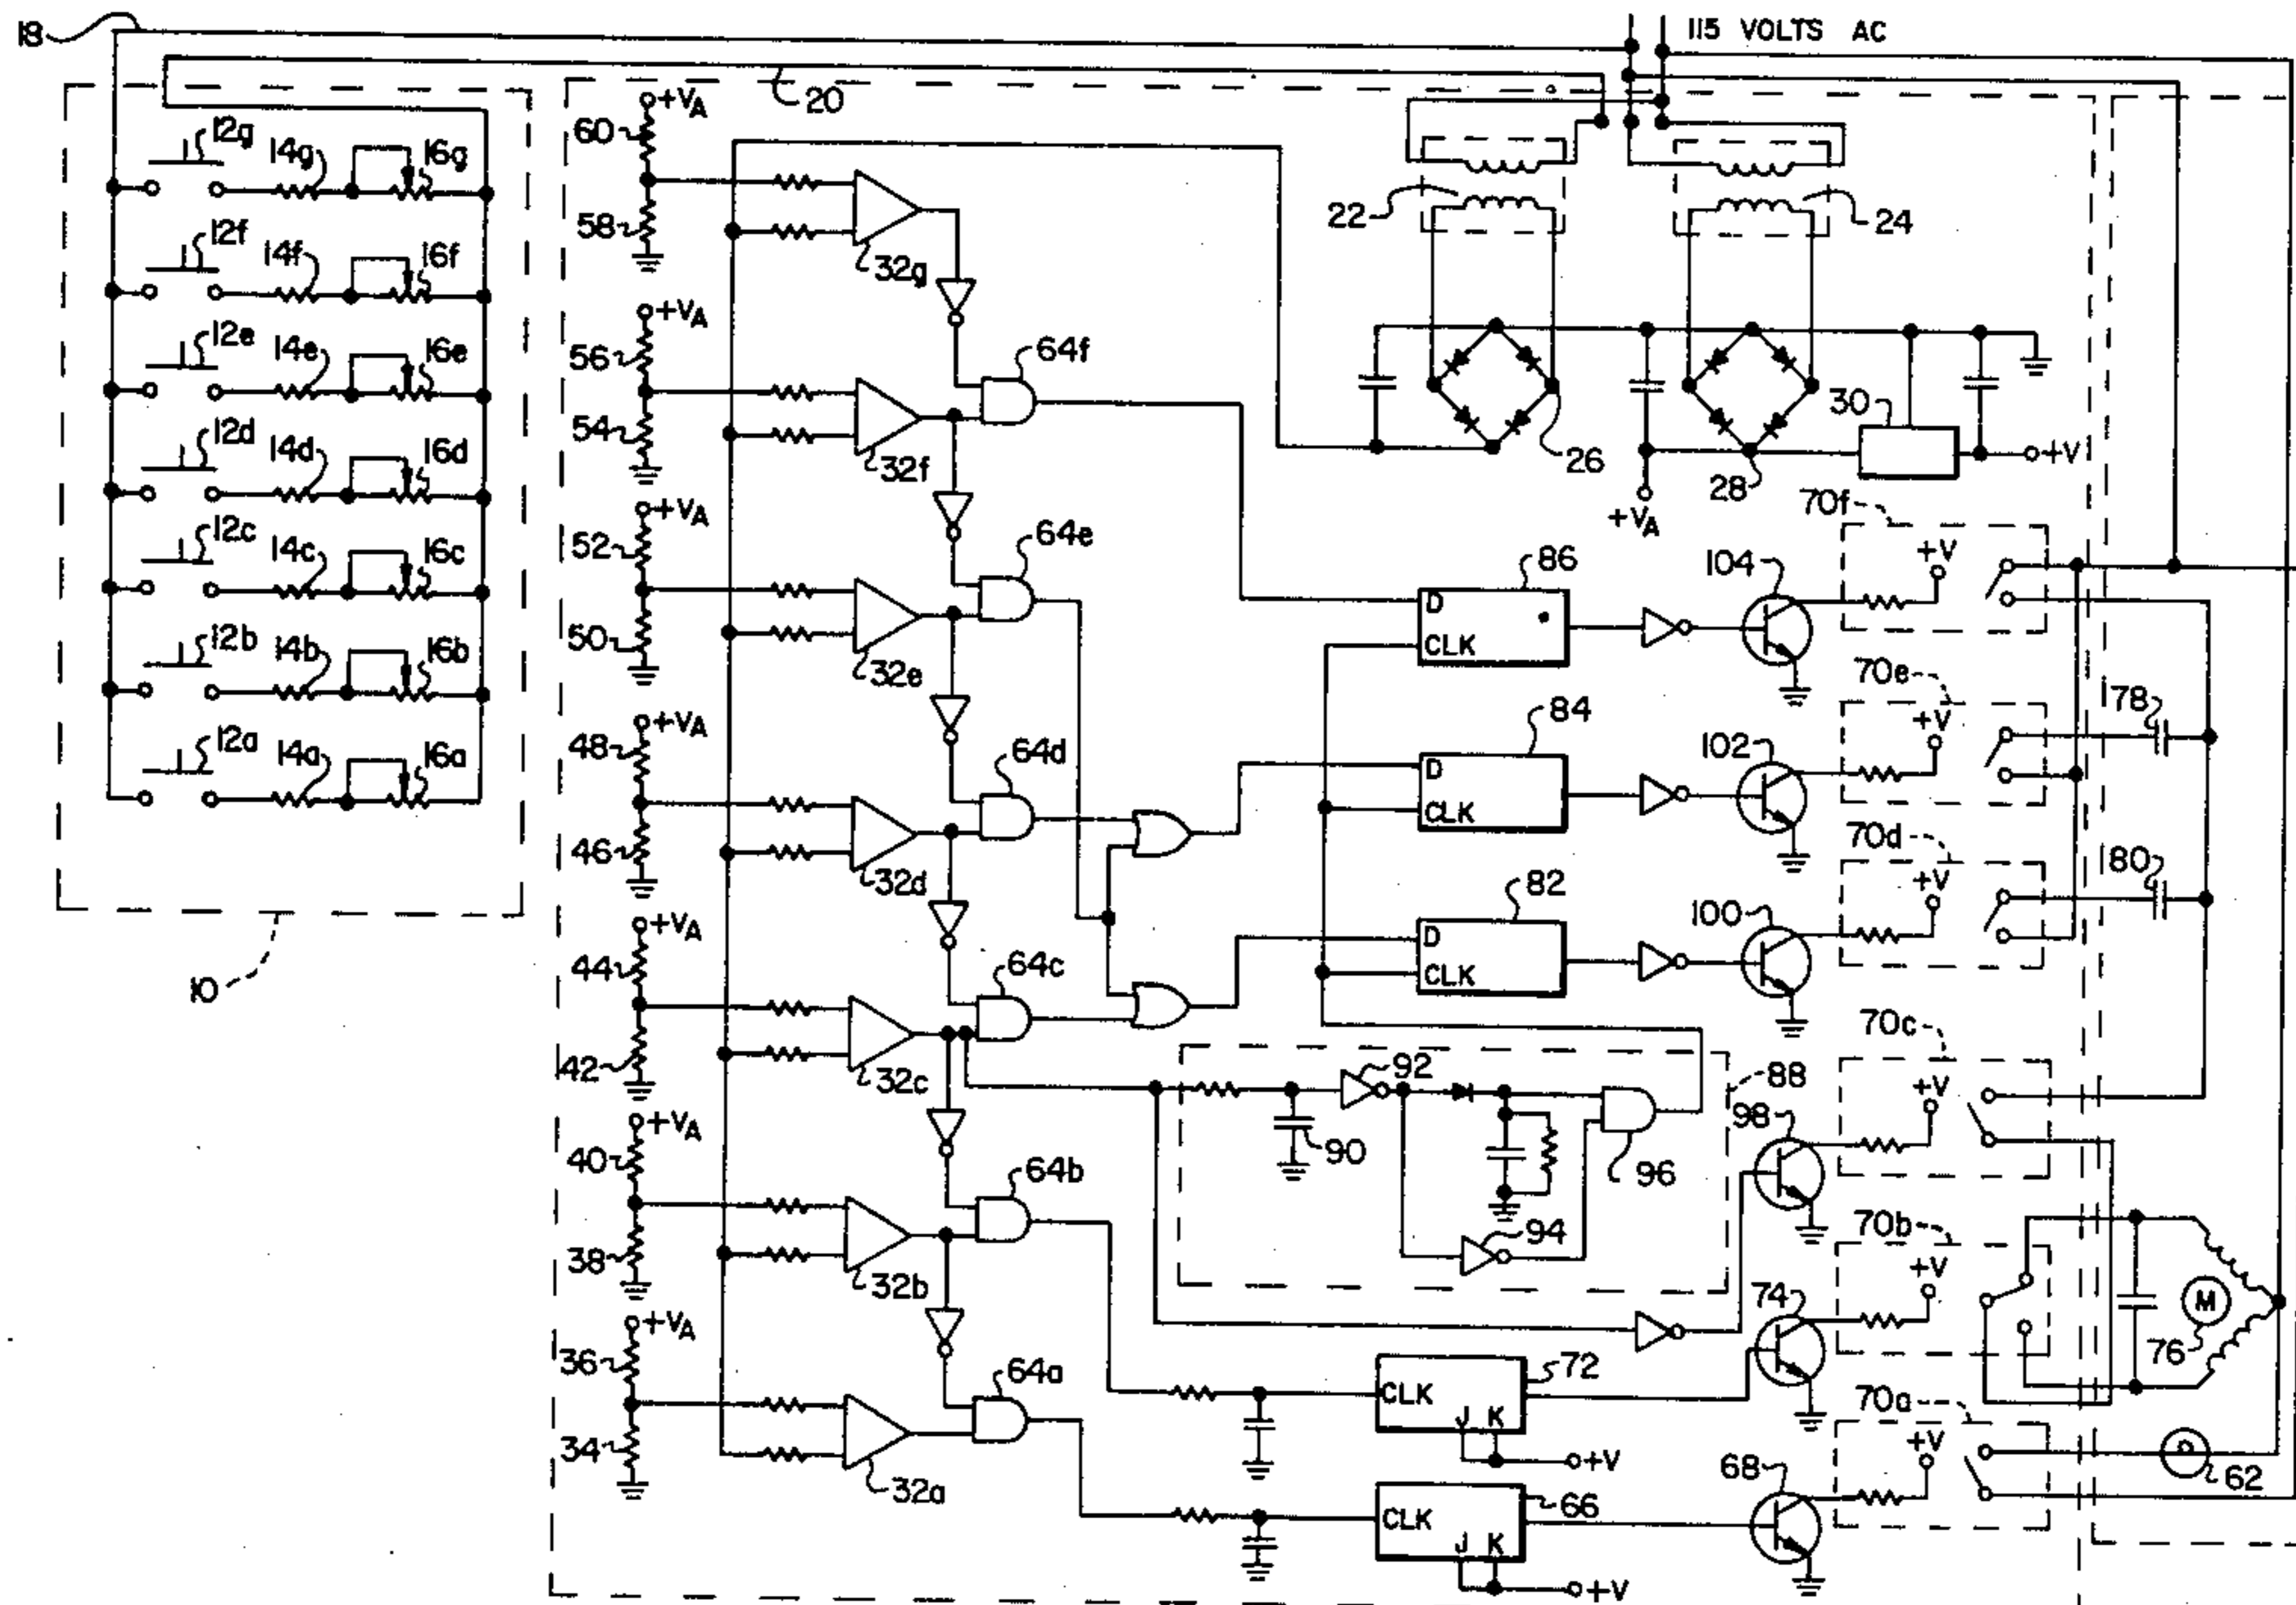 18
115 VOLTS AC
20
+VA
60
12g
14g
16g
58
32g
22
24
12f
14f
16f
+VA
56
64f
12e
14e
16e
54
32f
26
28
30
+V
+VA
12d
14d
16d
+VA
52
64e
70f
+V
12c
14c
16c
50
32e
86
D
CLK
104
12b
14b
16b
+VA
48
64d
84
D
CLK
102
70e
+V
78
12a
14a
16a
46
32d
82
D
CLK
100
70d
+V
80
10
+VA
44
64c
42
32c
92
88
90
96
94
98
70c
+V
+VA
40
64b
38
32b
74
70b
+V
M
76
+VA
36
64a
34
32a
CLK
J K
72
+V
70a
+V
62
CLK
J K
66
+V
68